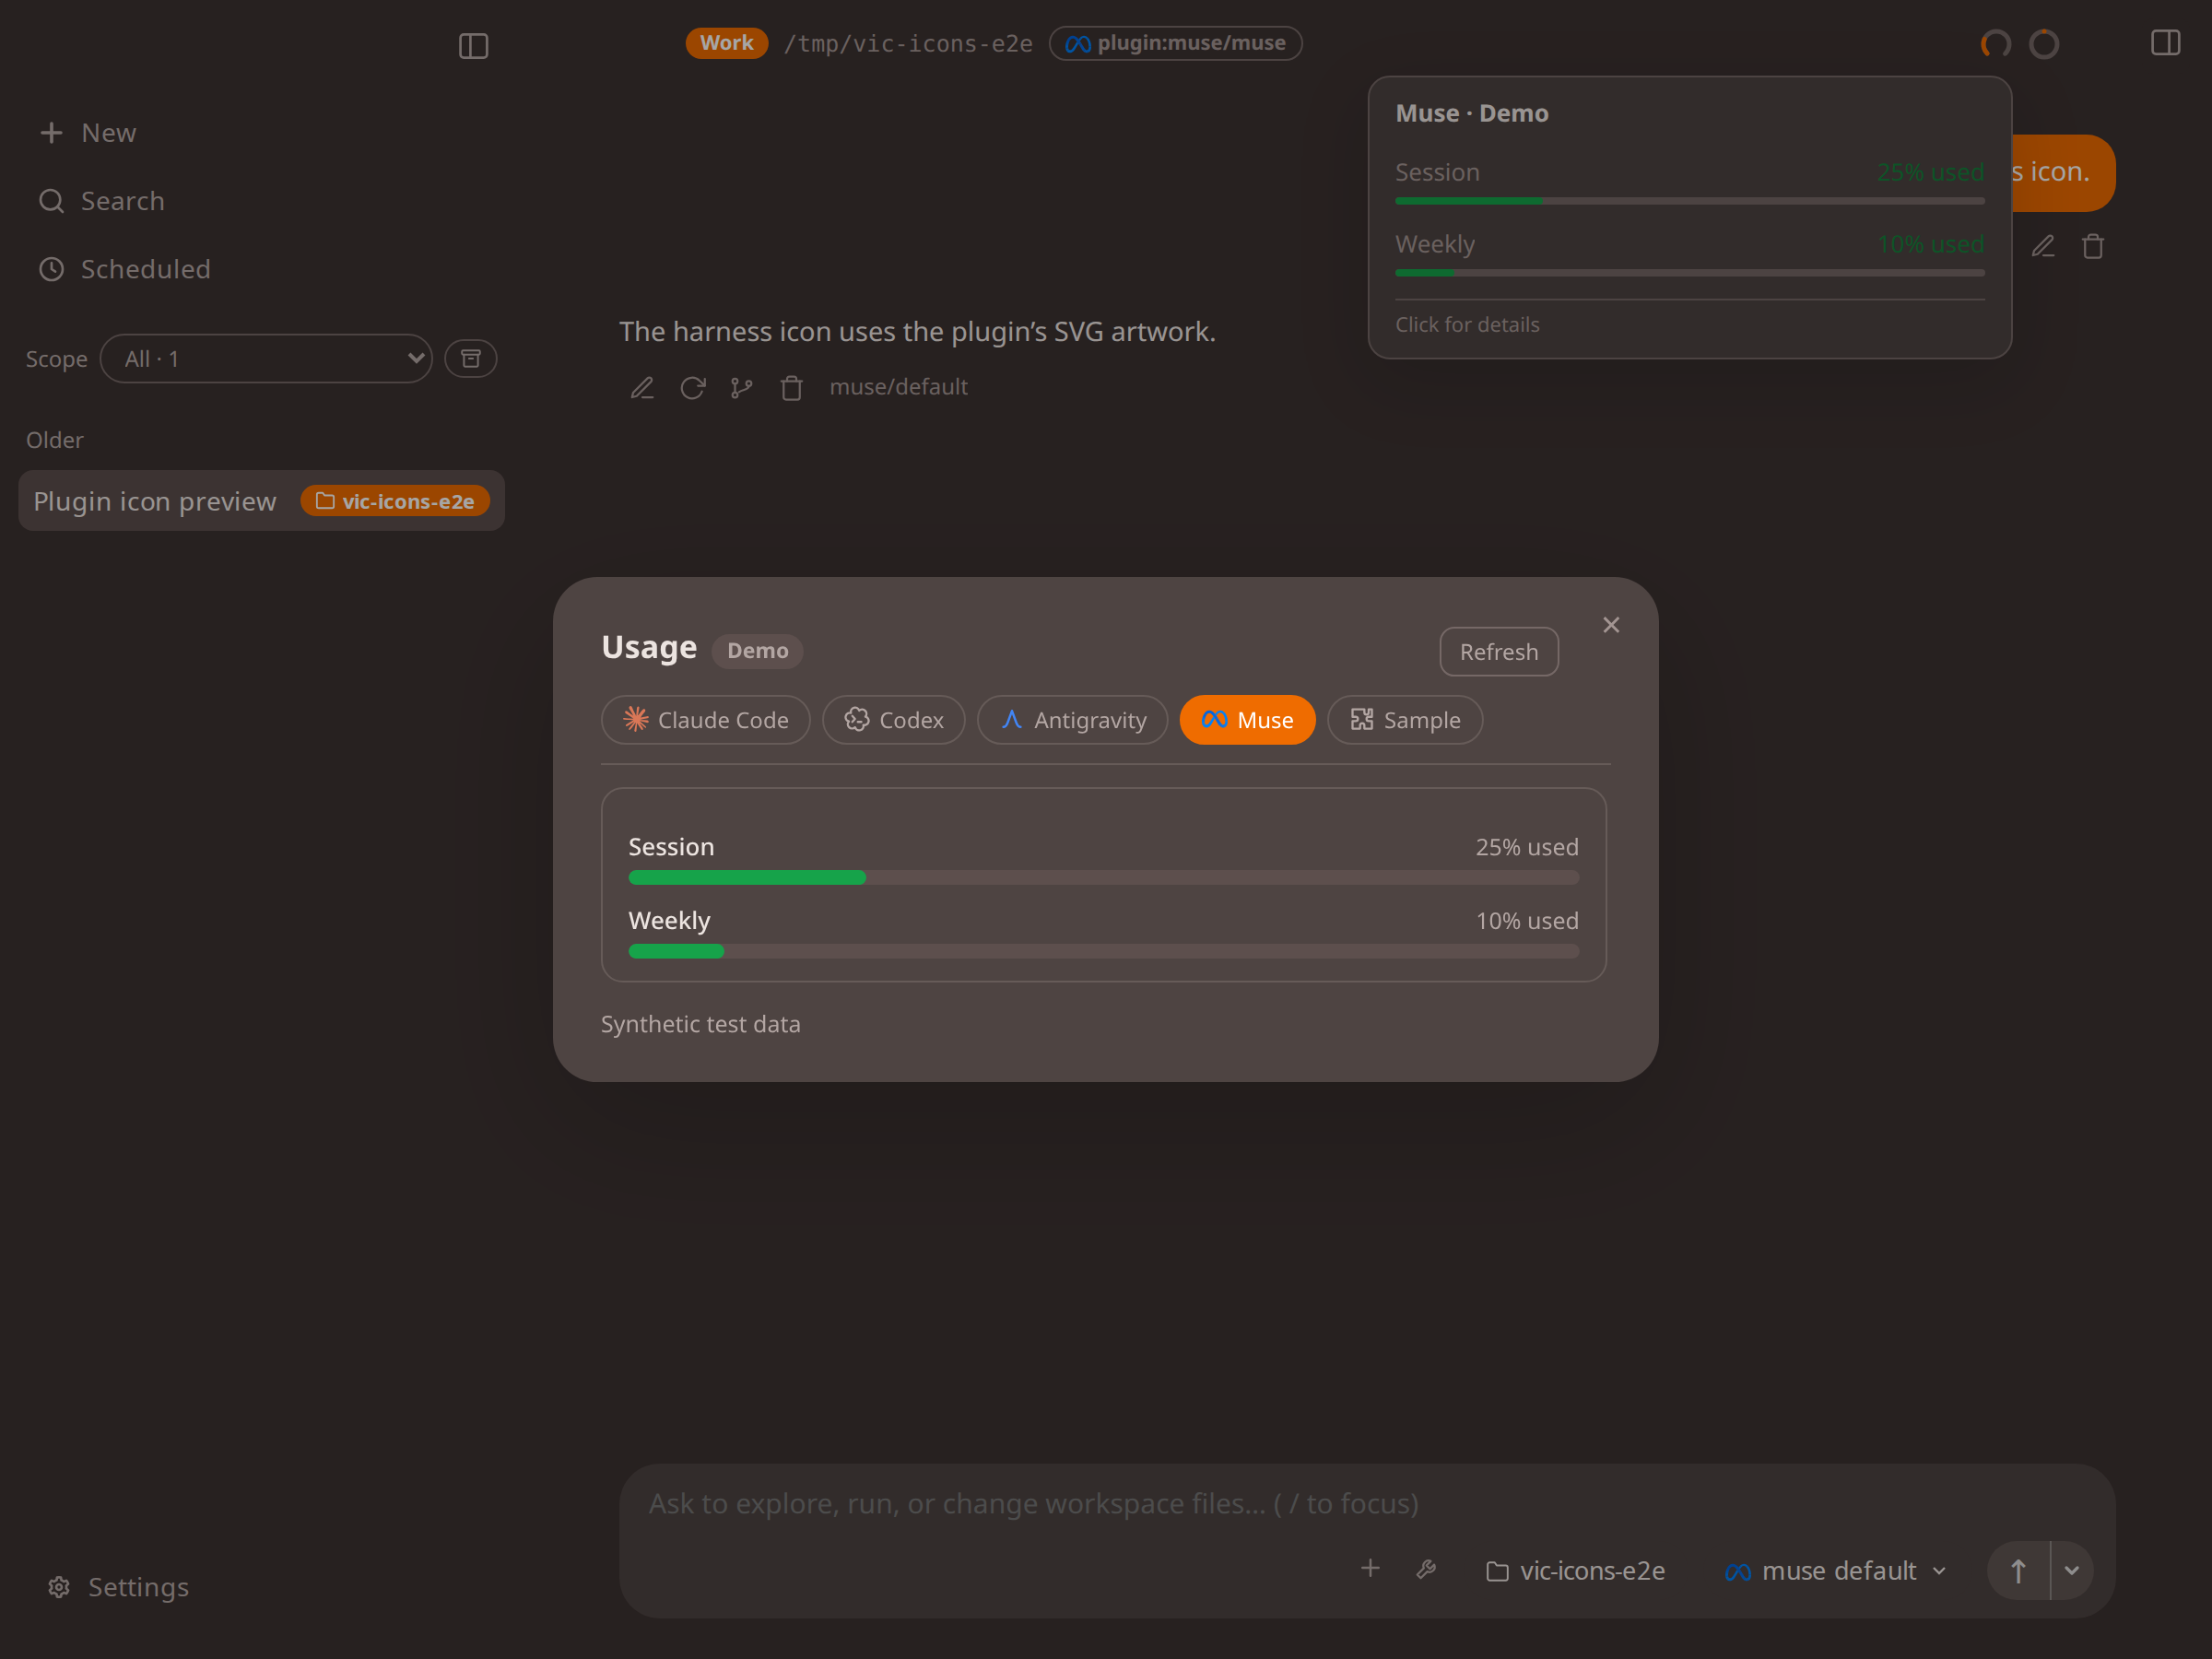 Work /tmp/vic-icons-e2e plugin:muse/muse
New
Search
Scheduled
Scope All · 1
Older
Plugin icon preview vic-icons-e2e
Settings
Muse · Demo
Session 25% used
Weekly 10% used
Click for details
s icon.
The harness icon uses the plugin’s SVG artwork.
muse/default
Usage Demo Refresh
Claude Code Codex Antigravity Muse Sample
Session 25% used
Weekly 10% used
Synthetic test data
Ask to explore, run, or change workspace files... ( / to focus)
vic-icons-e2e muse default